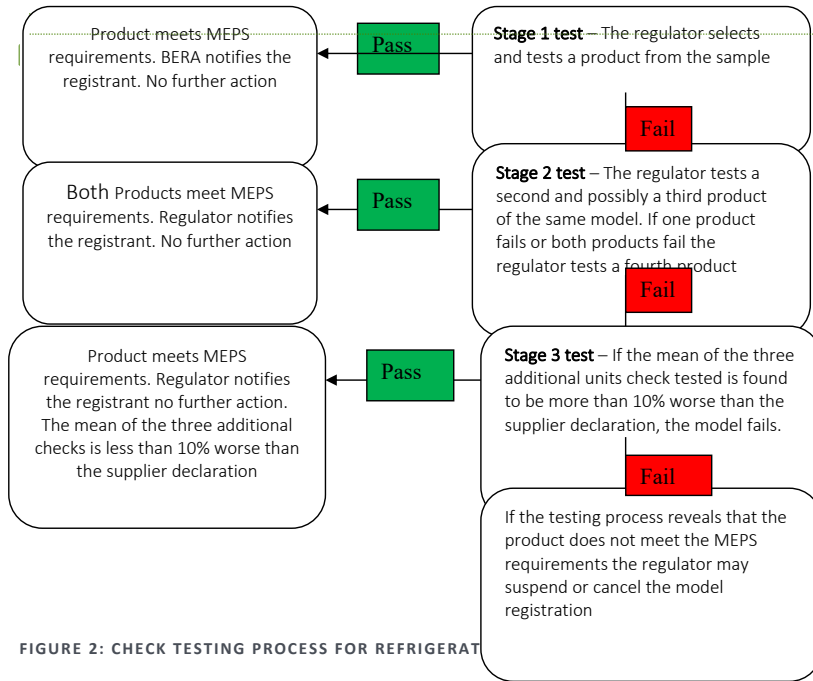 Product meets MEPS
requirements. BERA notifies the
registrant. No further action
Pass
Stage 1 test – The regulator selects
and tests a product from the sample
Fail
Both Products meet MEPS
requirements. Regulator notifies
the registrant. No further action
Pass
Stage 2 test – The regulator tests a
second and possibly a third product
of the same model. If one product
fails or both products fail the
regulator tests a fourth product
Fail
Product meets MEPS
requirements. Regulator notifies
the registrant no further action.
The mean of the three additional
checks is less than 10% worse than
the supplier declaration
Pass
Stage 3 test – If the mean of the three
additional units check tested is found
to be more than 10% worse than the
supplier declaration, the model fails.
Fail
If the testing process reveals that the
product does not meet the MEPS
requirements the regulator may
suspend or cancel the model
registration
FIGURE 2: CHECK TESTING PROCESS FOR REFRIGERAT